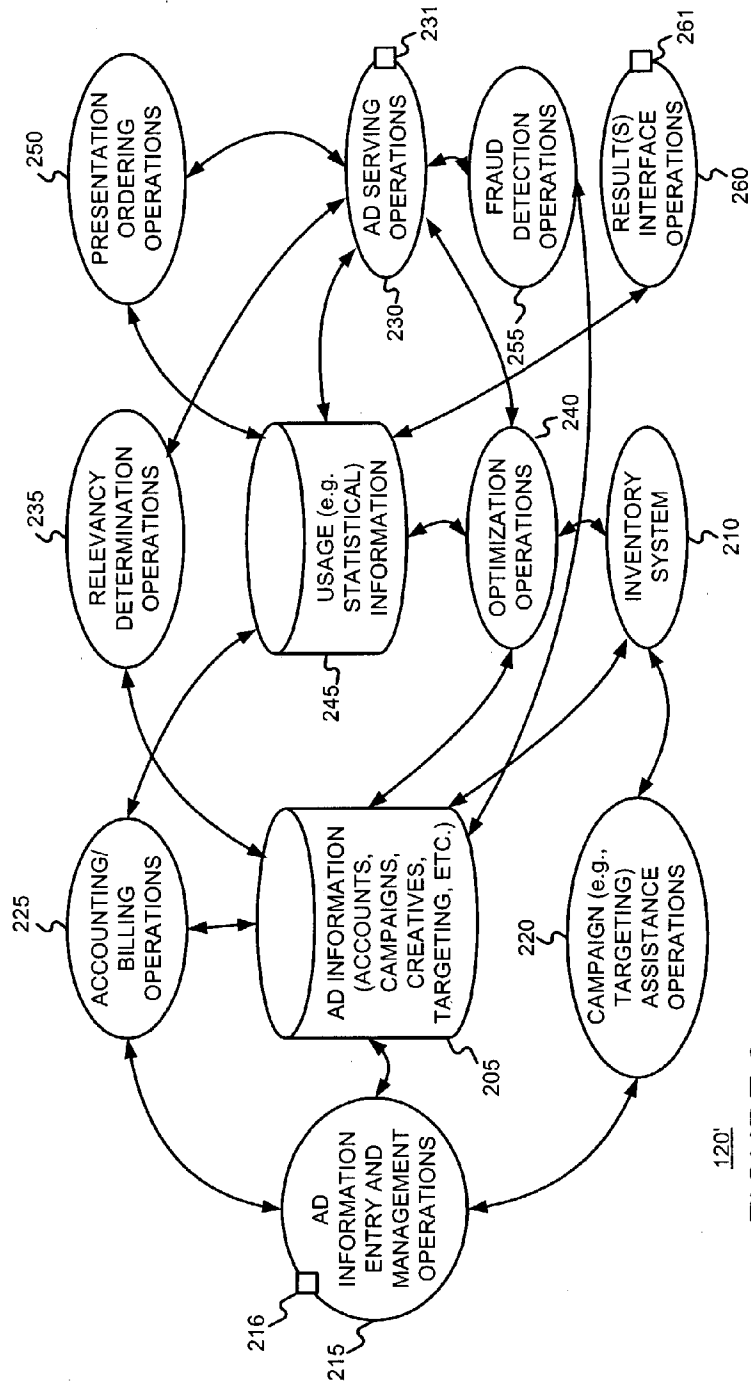 225
ACCOUNTING/
BILLING
OPERATIONS
235
RELEVANCY
DETERMINATION
OPERATIONS
250
PRESENTATION
ORDERING
OPERATIONS
216
AD
INFORMATION
ENTRY AND
MANAGEMENT
OPERATIONS
215
AD INFORMATION
(ACCOUNTS,
CAMPAIGNS,
CREATIVES,
TARGETING, ETC.)
205
USAGE (e.g.
STATISTICAL)
INFORMATION
245
AD SERVING
OPERATIONS
231
230
OPTIMIZATION
OPERATIONS
240
FRAUD
DETECTION
OPERATIONS
255
220
CAMPAIGN (e.g.,
TARGETING)
ASSISTANCE
OPERATIONS
INVENTORY
SYSTEM
210
RESULT(S)
INTERFACE
OPERATIONS
261
260
120'